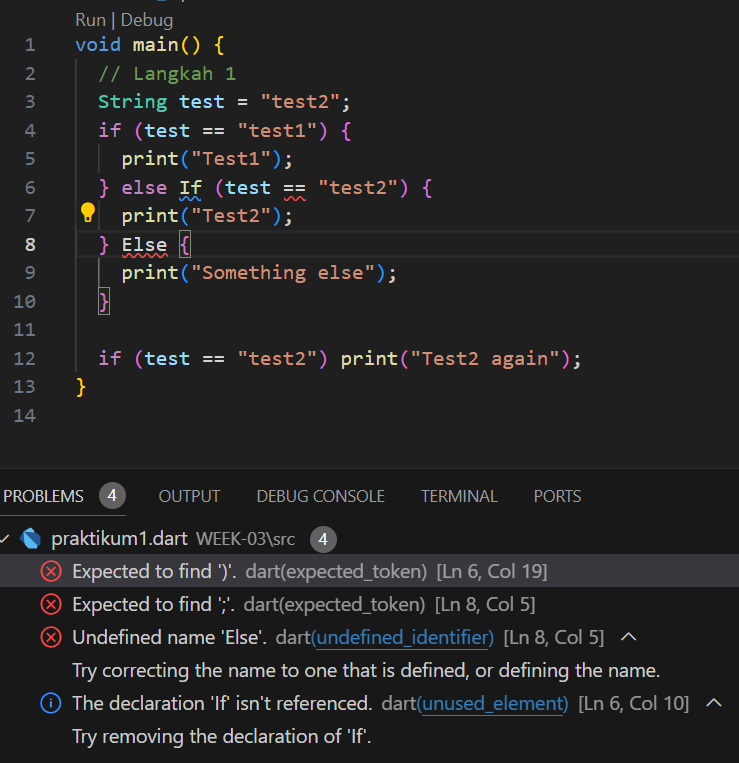 Run | Debug
1 void main() {
2 // Langkah 1
3 String test = "test2";
4 if (test == "test1") {
5 print("Test1");
6 } else If (test == "test2") {
7 print("Test2");
8 } Else {
9 print("Something else");
10 }
11
12 if (test == "test2") print("Test2 again");
13 }
14
PROBLEMS 4 OUTPUT DEBUG CONSOLE TERMINAL PORTS
praktikum1.dart WEEK-03\src 4
Expected to find ')'. dart(expected_token) [Ln 6, Col 19]
Expected to find ';'. dart(expected_token) [Ln 8, Col 5]
Undefined name 'Else'. dart(undefined_identifier) [Ln 8, Col 5]
Try correcting the name to one that is defined, or defining the name.
The declaration 'If' isn't referenced. dart(unused_element) [Ln 6, Col 10]
Try removing the declaration of 'If'.